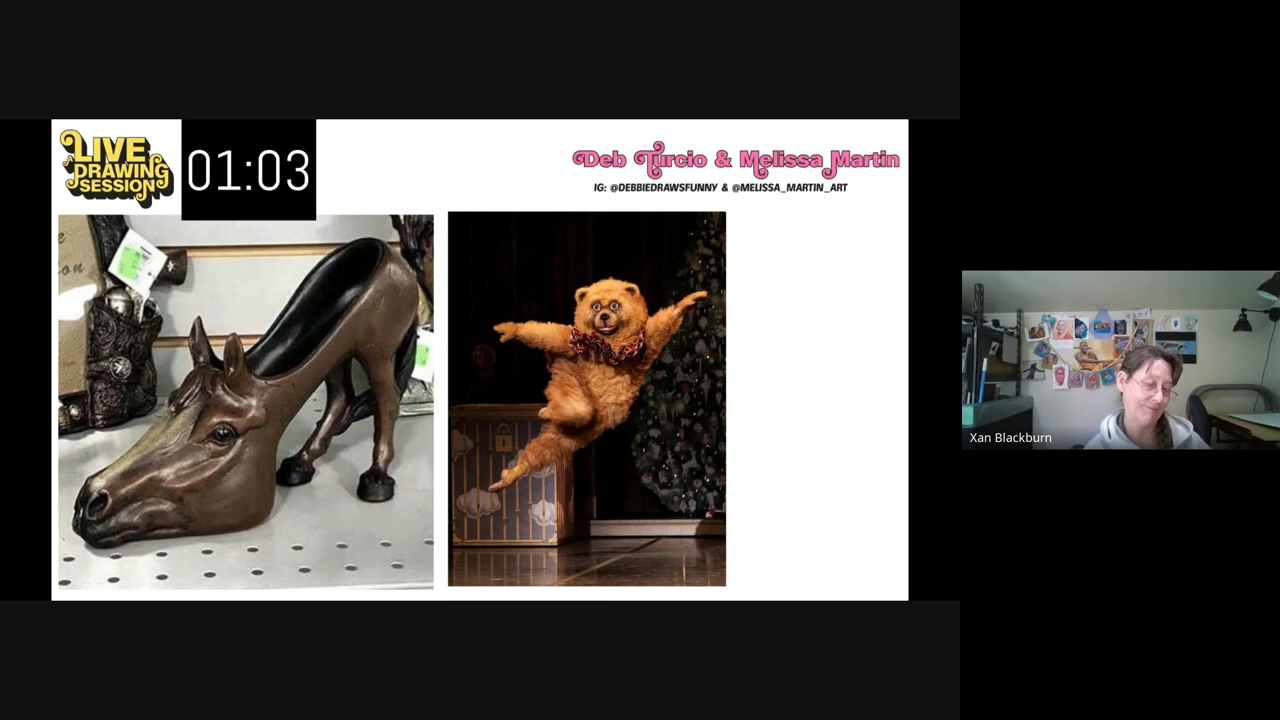 LIVE
DRAWING
SESSION
01:03
Deb Turcio & Melissa Martin
IG: @DEBBIEDRAWSFUNNY & @MELISSA_MARTIN_ART
Xan Blackburn